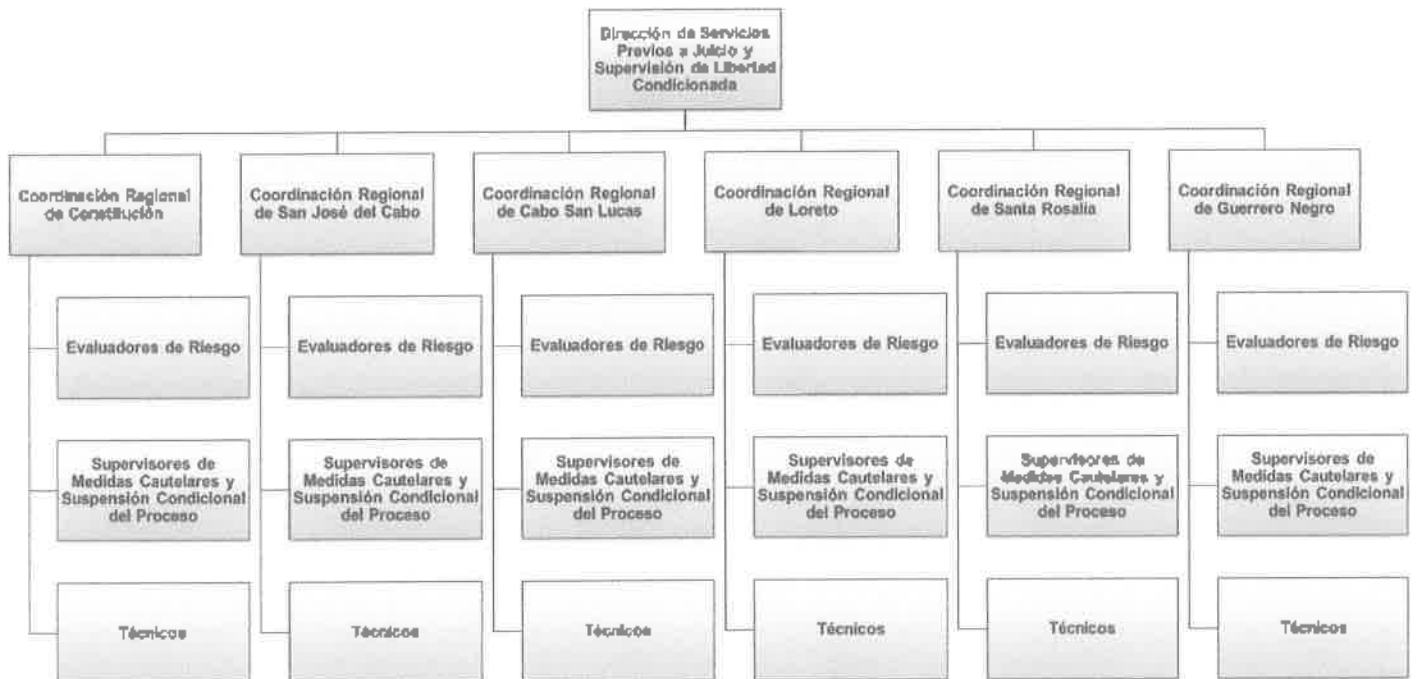 Dirección de Servicios
Previos a Juicio y
Supervisión de Libertad
Condicionada
Coordinación Regional
de Constitución
Coordinación Regional
de San José del Cabo
Coordinación Regional
de Cabo San Lucas
Coordinación Regional
de Loreto
Coordinación Regional
de Santa Rosalía
Coordinación Regional
de Guerrero Negro
Evaluadores de Riesgo
Evaluadores de Riesgo
Evaluadores de Riesgo
Evaluadores de Riesgo
Evaluadores de Riesgo
Evaluadores de Riesgo
Supervisores de
Medidas Cautelares y
Suspensión Condicional
del Proceso
Supervisores de
Medidas Cautelares y
Suspensión Condicional
del Proceso
Supervisores de
Medidas Cautelares y
Suspensión Condicional
del Proceso
Supervisores de
Medidas Cautelares y
Suspensión Condicional
del Proceso
Supervisores de
Medidas Cautelares y
Suspensión Condicional
del Proceso
Supervisores de
Medidas Cautelares y
Suspensión Condicional
del Proceso
Técnicos
Técnicos
Técnicos
Técnicos
Técnicos
Técnicos